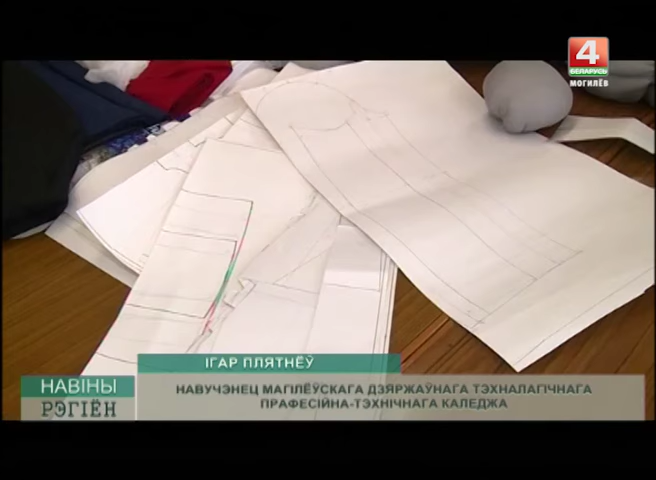 4
БЕЛАРУСЬ
МОГИЛЁВ
ІГАР ПЛЯТНЁЎ
НАВІНЫ
РЭГІЁН
НАВУЧЭНЕЦ МАГІЛЁЎСКАГА ДЗЯРЖАЎНАГА ТЭХНАЛАГІЧНАГА
ПРАФЕСІЙНА-ТЭХНІЧНАГА КАЛЕДЖА